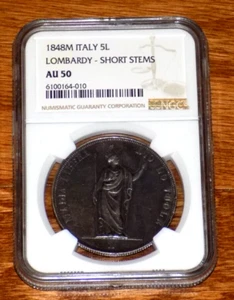 1848M ITALY 5L
LOMBARDY - SHORT STEMS
AU 50
6100164-010
NUMISMATIC GUARANTY CORPORATION
NGC